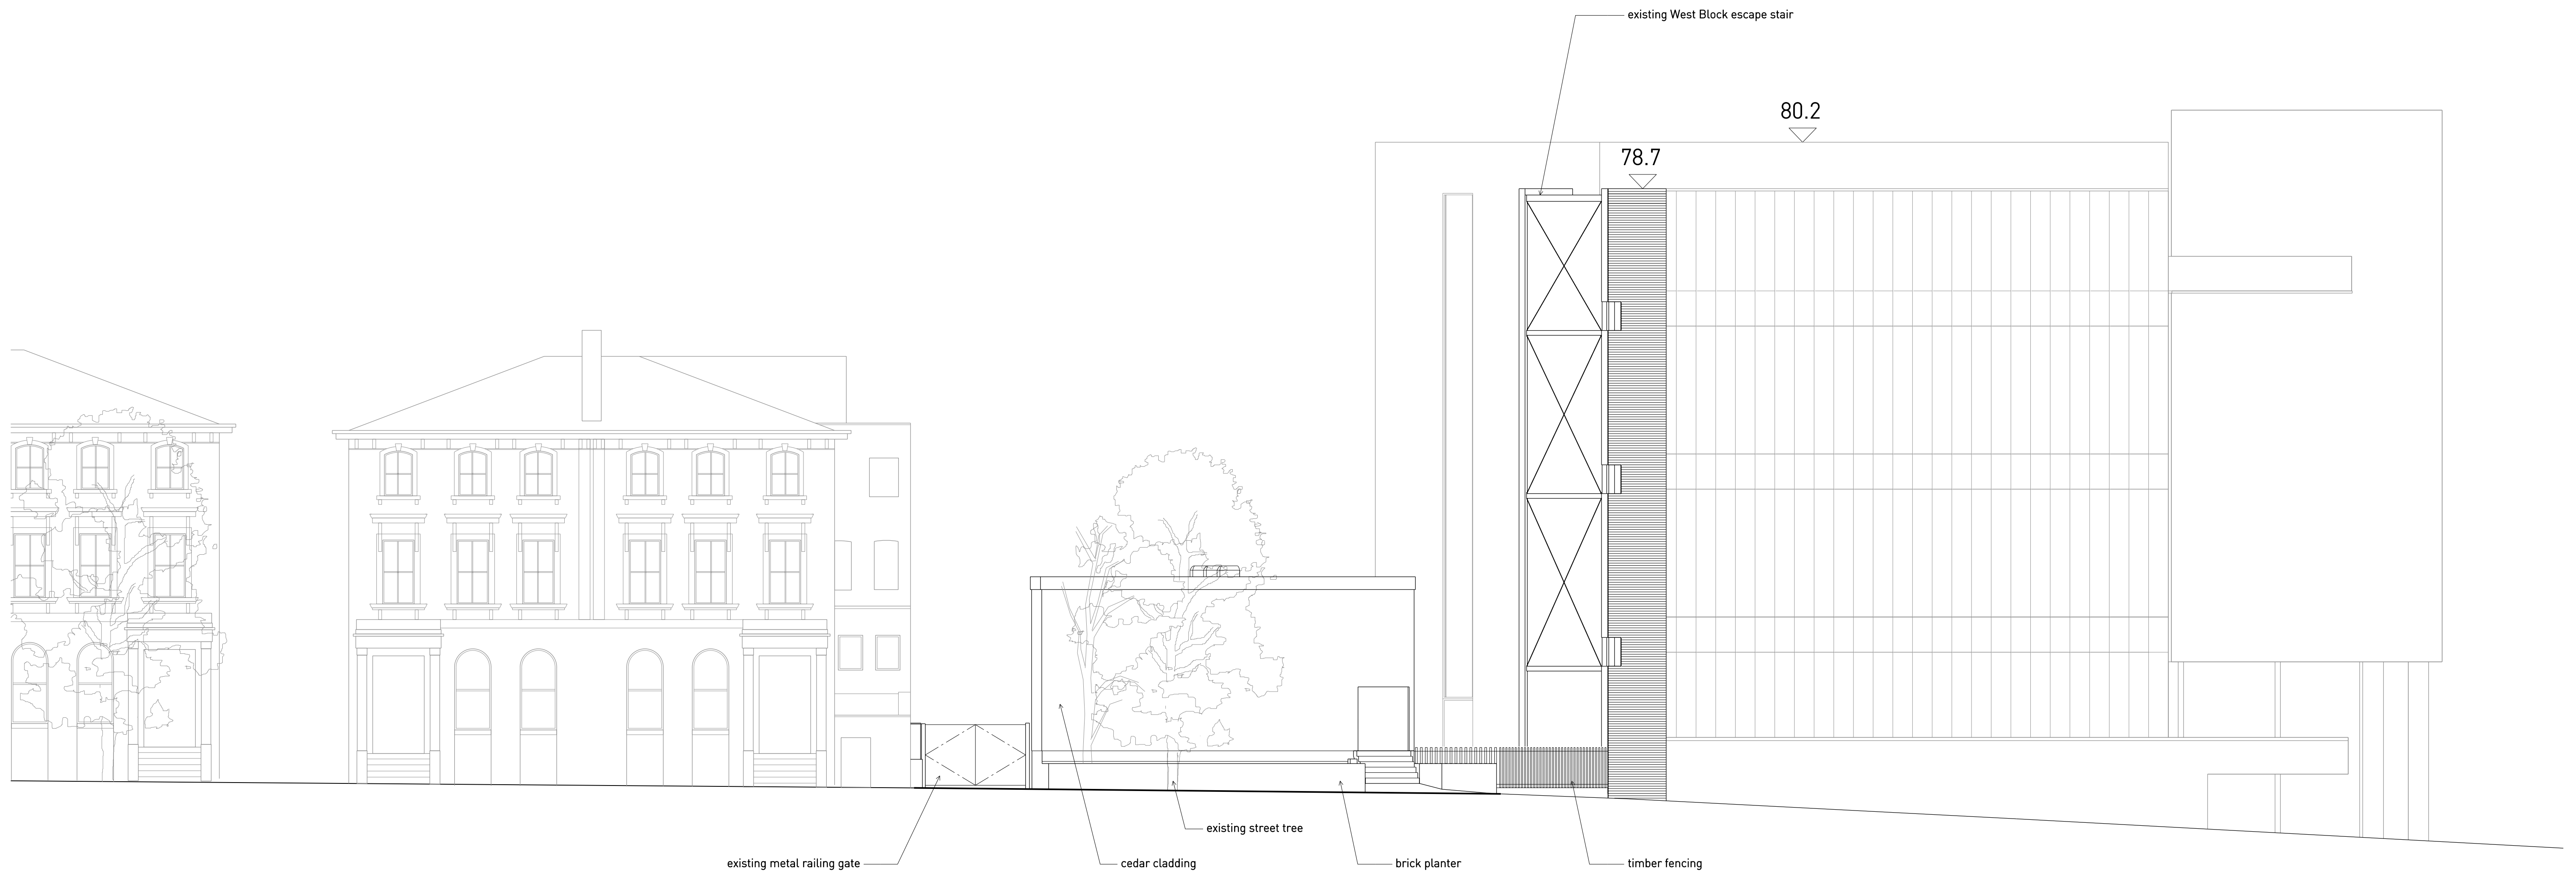 existing West Block escape stair
80.2
78.7
existing street tree
existing metal railing gate
cedar cladding
brick planter
timber fencing